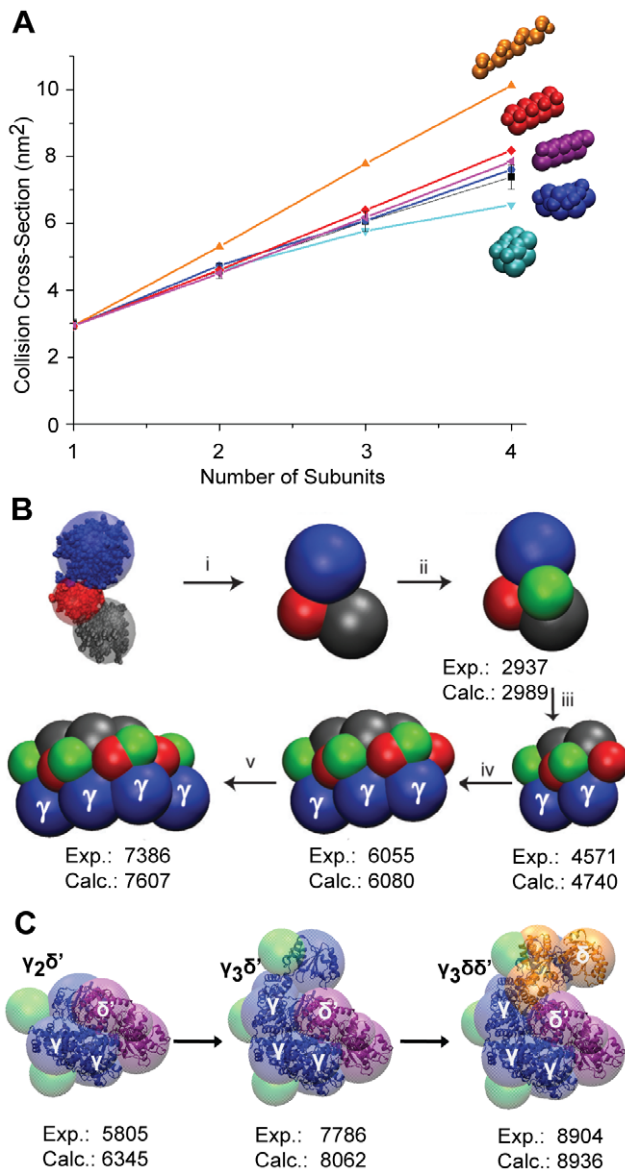 A
Collision Cross-Section (nm²)
10
8
6
4
2
0
1
2
3
4
Number of Subunits
B
i
ii
Exp.: 2937
Calc.: 2989
iii
γ γ γ γ
v
γ γ γ
iv
γ γ
Exp.: 7386
Calc.: 7607
Exp.: 6055
Calc.: 6080
Exp.: 4571
Calc.: 4740
C
γ₂δ'
δ'
γ γ
γ₃δ'
γ δ'
γ γ
γ₃δδ'
δ
γ δ'
γ γ
Exp.: 5805
Calc.: 6345
Exp.: 7786
Calc.: 8062
Exp.: 8904
Calc.: 8936